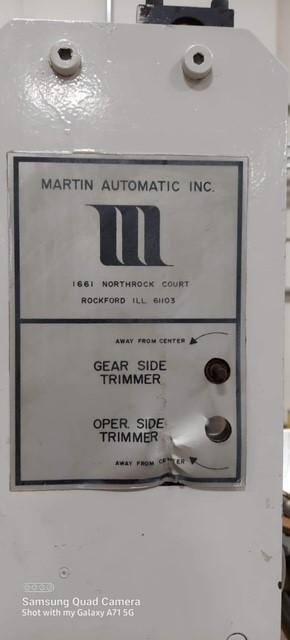 MARTIN AUTOMATIC INC.
m
1661 NORTHROCK COURT
ROCKFORD ILL. 61103
AWAY FROM CENTER
GEAR SIDE
TRIMMER
OPER. SIDE
TRIMMER
AWAY FROM CENTER
Samsung Quad Camera
Shot with my Galaxy A71 5G